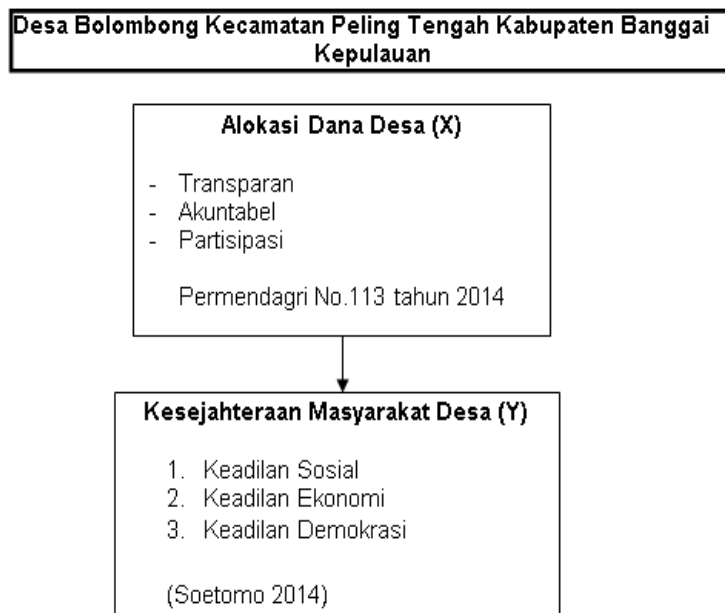 Desa Bolombong Kecamatan Peling Tengah Kabupaten Banggai
Kepulauan
Alokasi Dana Desa (X)
- Transparan
- Akuntabel
- Partisipasi
Permendagri No.113 tahun 2014
Kesejahteraan Masyarakat Desa (Y)
1. Keadilan Sosial
2. Keadilan Ekonomi
3. Keadilan Demokrasi
(Soetomo 2014)